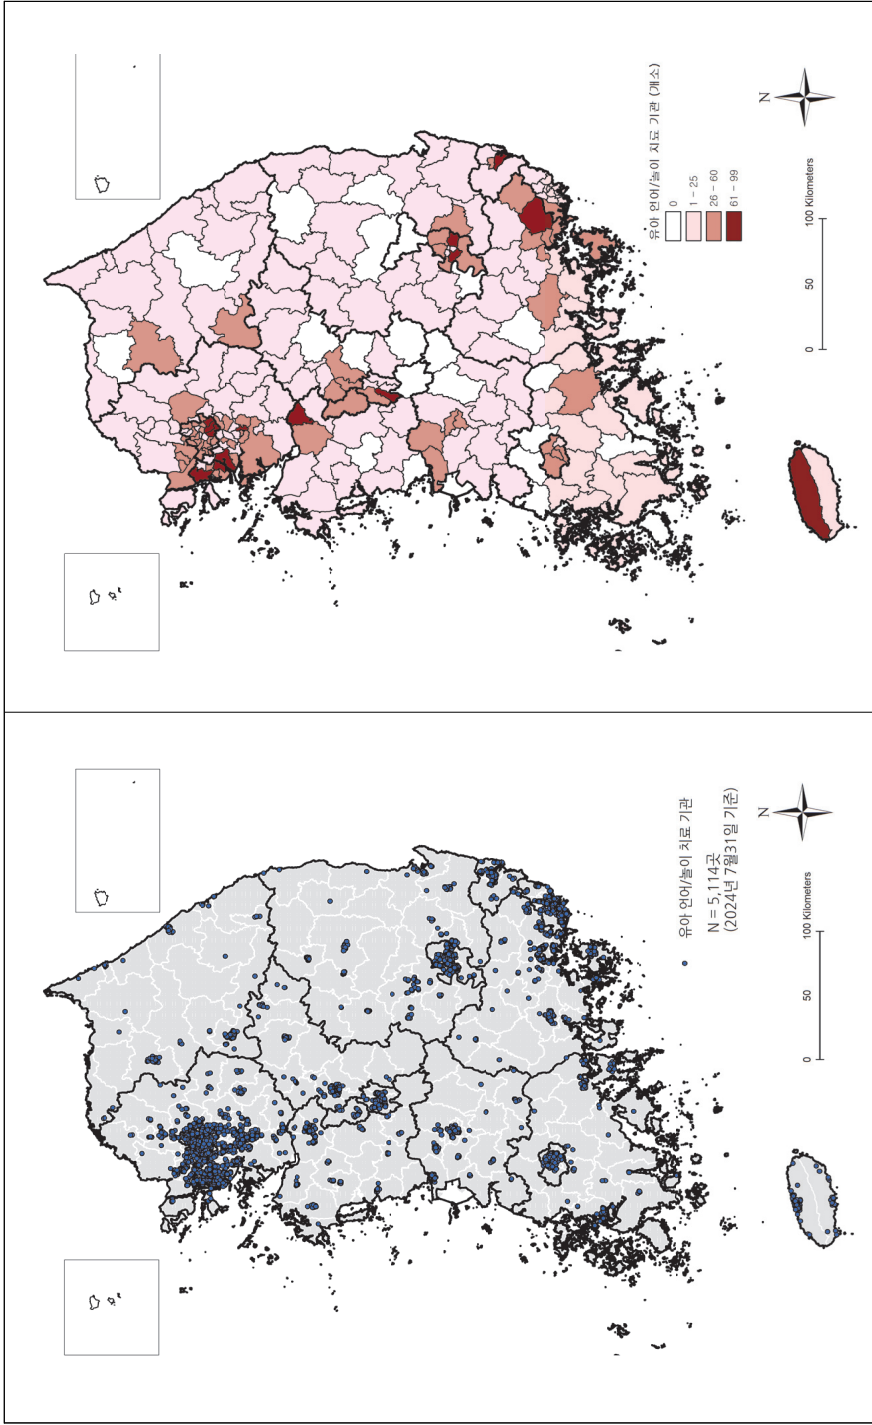 유아 언어/놀이 치료 기관
N = 5,114곳
(2024년 7월31일 기준)
N
0 50 100 Kilometers
유아 언어/놀이 치료 기관 (개소)
0
1 – 25
26 – 60
61 – 99
N
0 50 100 Kilometers